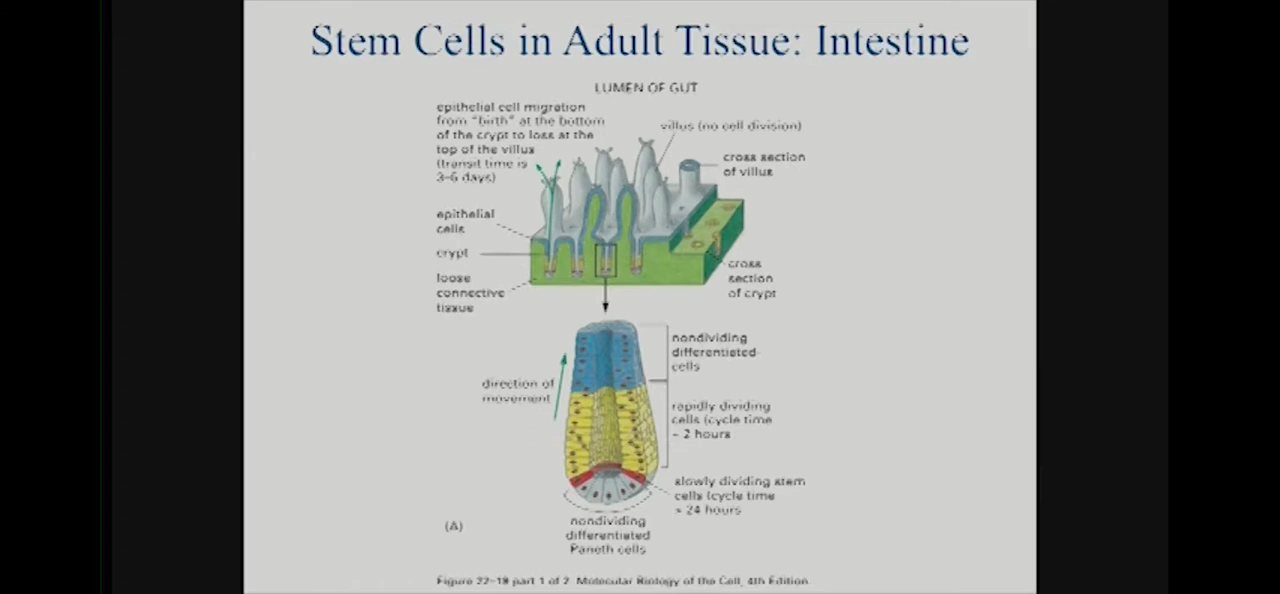 Stem Cells in Adult Tissue: Intestine
LUMEN OF GUT
epithelial cell migration
from "birth" at the bottom
of the crypt to loss at the
top of the villus
(transit time is
3–6 days)
villus (no cell division)
cross section
of villus
epithelial
cells
crypt
loose
connective
tissue
cross
section
of crypt
direction of
movement
nondividing
differentiated
cells
rapidly dividing
cells (cycle time
~ 2 hours
slowly dividing stem
cells (cycle time
24 hours
nondividing
differentiated
Paneth cells
(A)
Figure 22–19 part 1 of 2. Molecular Biology of the Cell, 4th Edition.